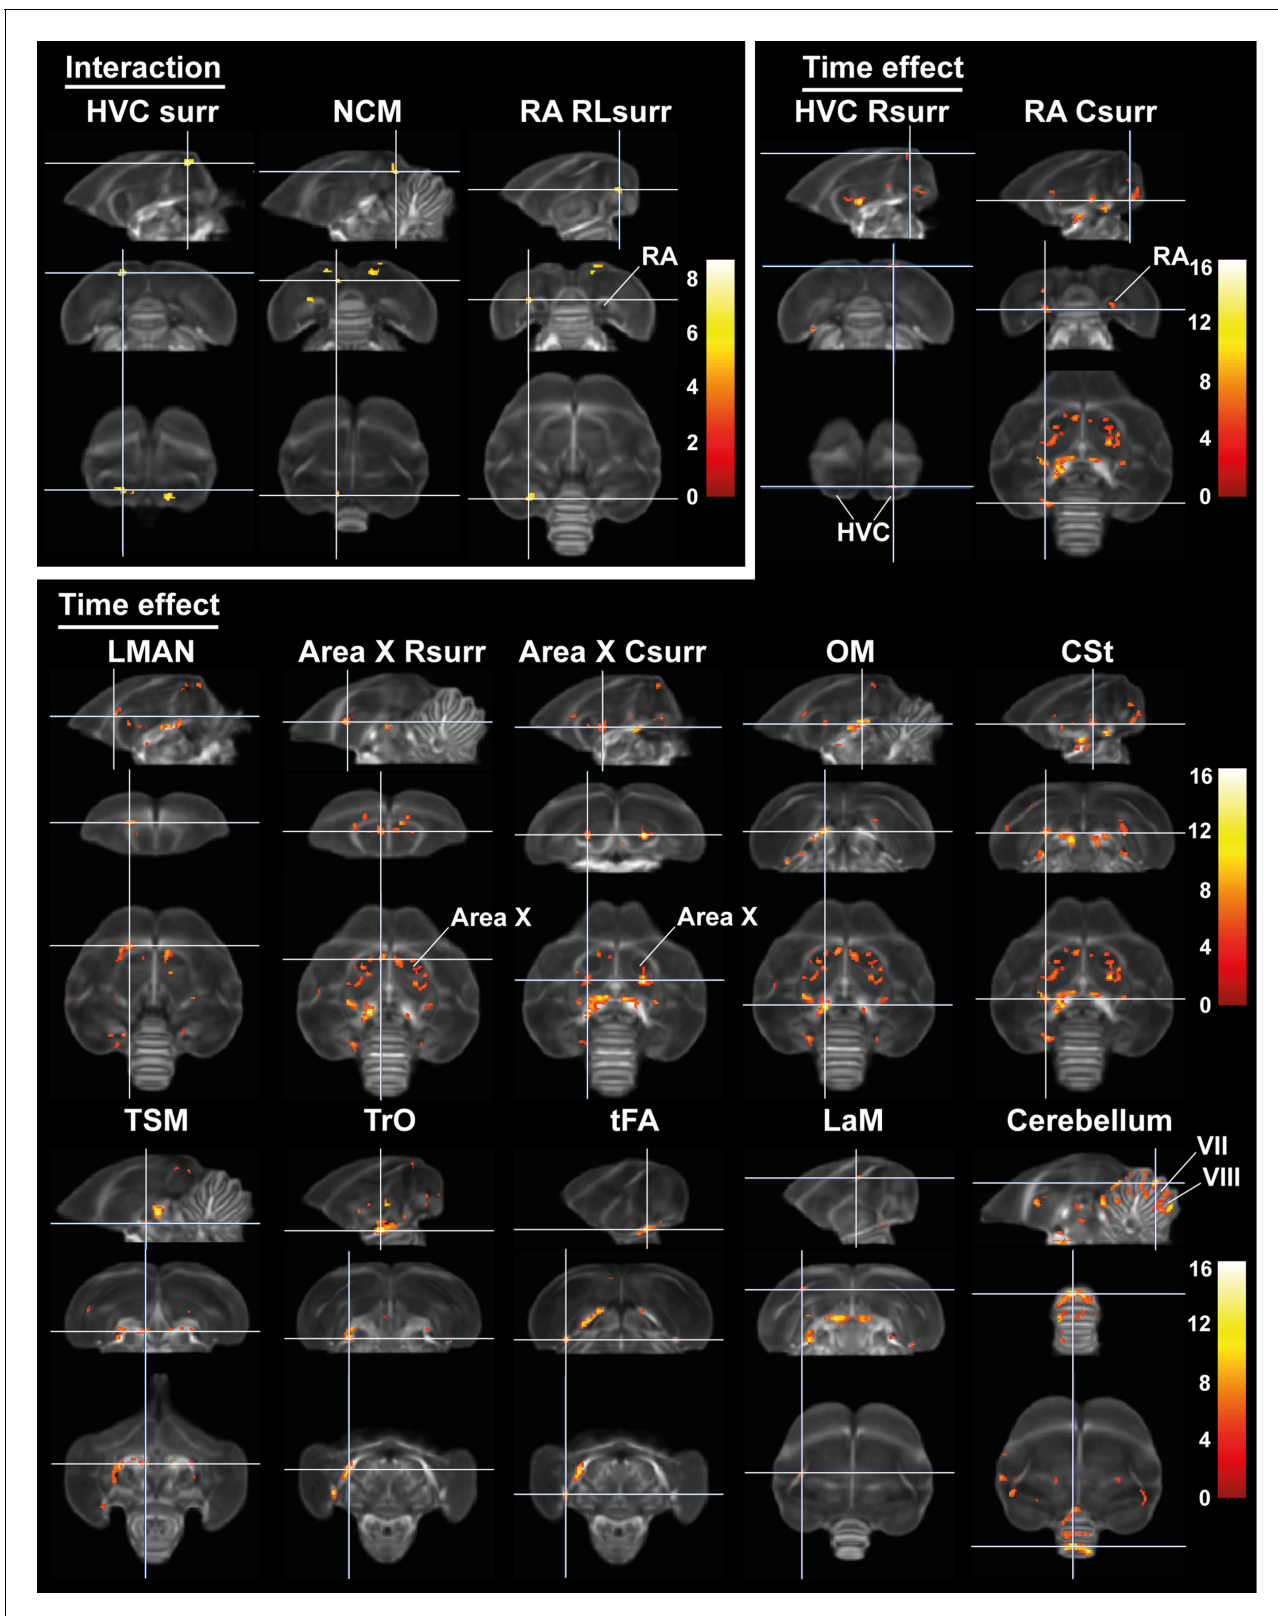 Interaction
HVC surr NCM RA RLsurr
RA
8
6
4
2
0
Time effect
HVC Rsurr RA Csurr
RA
16
12
8
4
0
HVC
Time effect
LMAN Area X Rsurr Area X Csurr OM CSt
16
12
8
4
0
Area X Area X
TSM TrO tFA LaM Cerebellum
VII
VIII
16
12
8
4
0